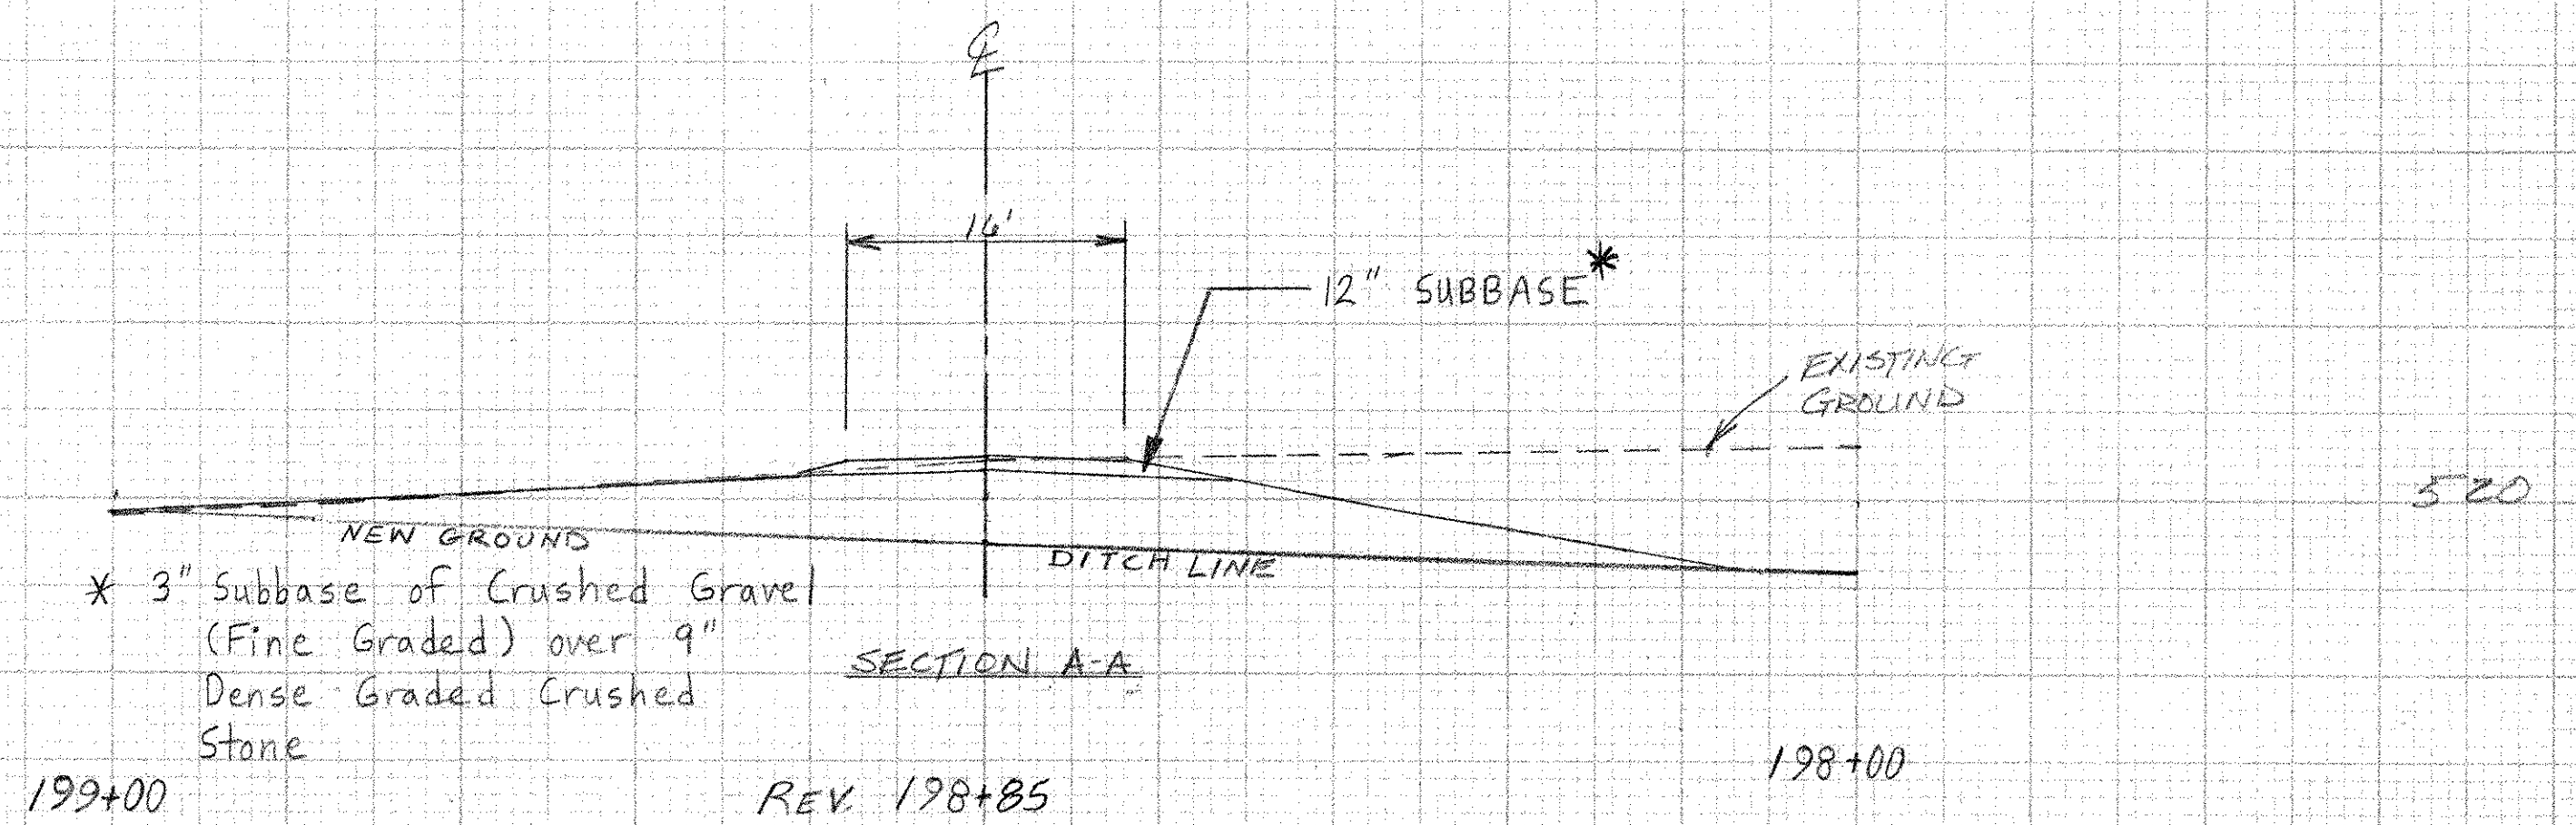 ℄
16'
12" SUBBASE*
EXISTING
GROUND
520
NEW GROUND
DITCH LINE
* 3" Subbase of Crushed Gravel
(Fine Graded) over 9"
Dense Graded Crushed
Stone
SECTION A-A
199+00
REV. 198+85
198+00